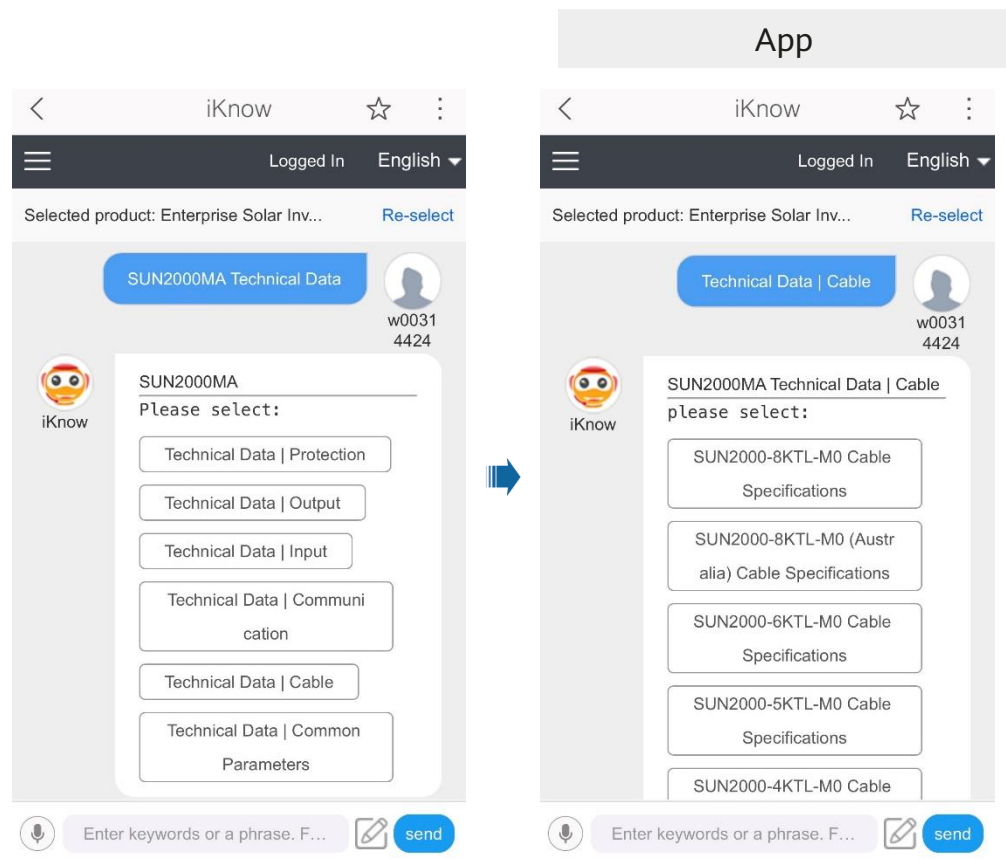 App
iKnow
Logged In English
Selected product: Enterprise Solar Inv... Re-select
SUN2000MA Technical Data
w0031
4424
iKnow
SUN2000MA
Please select:
Technical Data | Protection
Technical Data | Output
Technical Data | Input
Technical Data | Communi
cation
Technical Data | Cable
Technical Data | Common
Parameters
Enter keywords or a phrase. F... send
iKnow
Logged In English
Selected product: Enterprise Solar Inv... Re-select
Technical Data | Cable
w0031
4424
iKnow
SUN2000MA Technical Data | Cable
please select:
SUN2000-8KTL-M0 Cable
Specifications
SUN2000-8KTL-M0 (Austr
alia) Cable Specifications
SUN2000-6KTL-M0 Cable
Specifications
SUN2000-5KTL-M0 Cable
Specifications
SUN2000-4KTL-M0 Cable
Enter keywords or a phrase. F... send